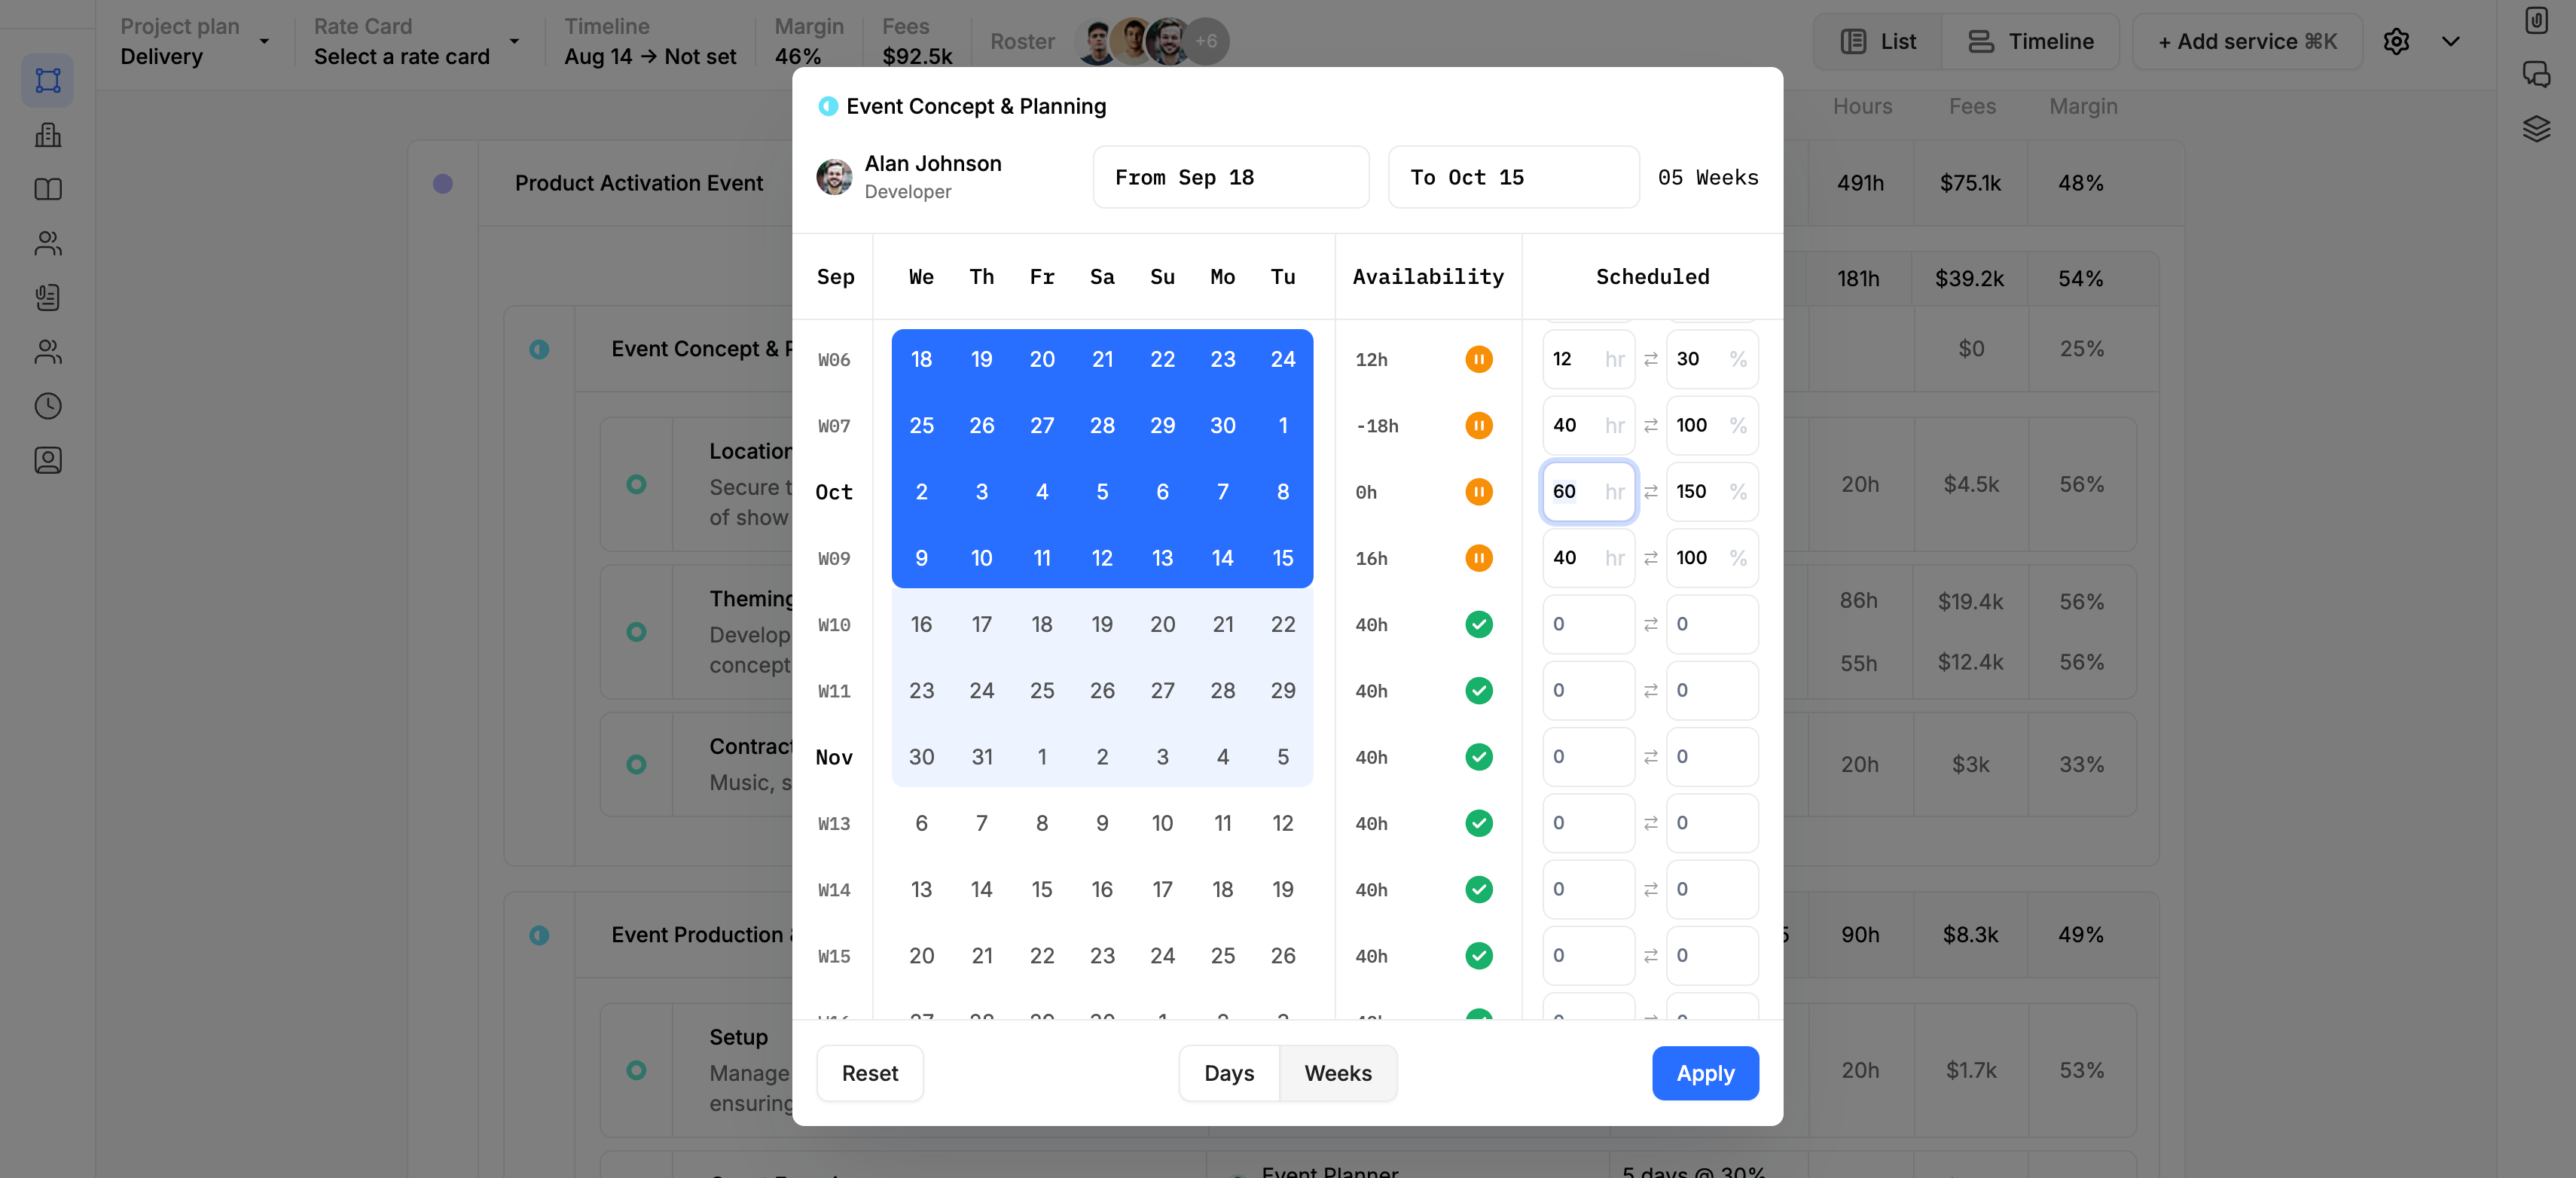 Project plan
Delivery
Rate Card
Select a rate card
Timeline
Aug 14 → Not set
Margin
46%
Fees
$92.5k
Roster
+6
List
Timeline
+ Add service ⌘K
Hours Fees Margin
Product Activation Event
491h $75.1k 48%
181h $39.2k 54%
Event Concept & P
$0 25%
Location
Secure t
of show
20h $4.5k 56%
Theming
Develop
concept
86h $19.4k 56%
55h $12.4k 56%
Contract
Music, s
20h $3k 33%
Event Production
5 90h $8.3k 49%
Setup
Manage
ensuring
20h $1.7k 53%
Event Planner
5 days @ 30%
Event Concept & Planning
Alan Johnson
Developer
From Sep 18
To Oct 15
05 Weeks
Sep We Th Fr Sa Su Mo Tu Availability Scheduled
W06 18 19 20 21 22 23 24 12h 12 hr ⇄ 30 %
W07 25 26 27 28 29 30 1 -18h 40 hr ⇄ 100 %
Oct 2 3 4 5 6 7 8 0h 60 hr ⇄ 150 %
W09 9 10 11 12 13 14 15 16h 40 hr ⇄ 100 %
W10 16 17 18 19 20 21 22 40h 0 ⇄ 0
W11 23 24 25 26 27 28 29 40h 0 ⇄ 0
Nov 30 31 1 2 3 4 5 40h 0 ⇄ 0
W13 6 7 8 9 10 11 12 40h 0 ⇄ 0
W14 13 14 15 16 17 18 19 40h 0 ⇄ 0
W15 20 21 22 23 24 25 26 40h 0 ⇄ 0
Reset
Days
Weeks
Apply